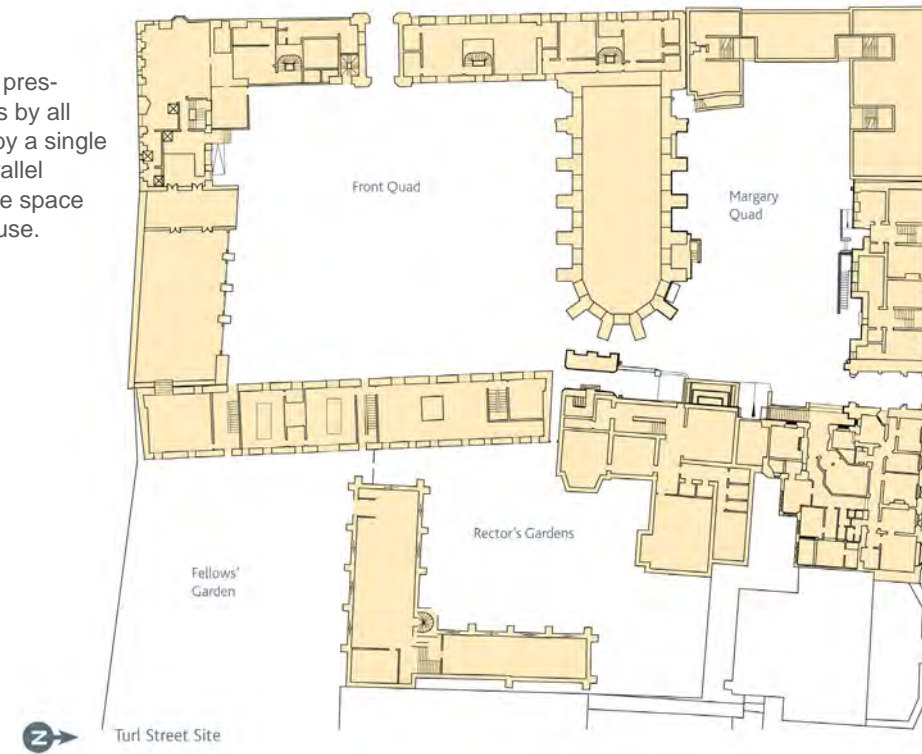 pres-
s by all
by a single
allel
e space
use.
Front Quad
Margary
Quad
Rector's Gardens
Fellows'
Garden
N
Turl Street Site